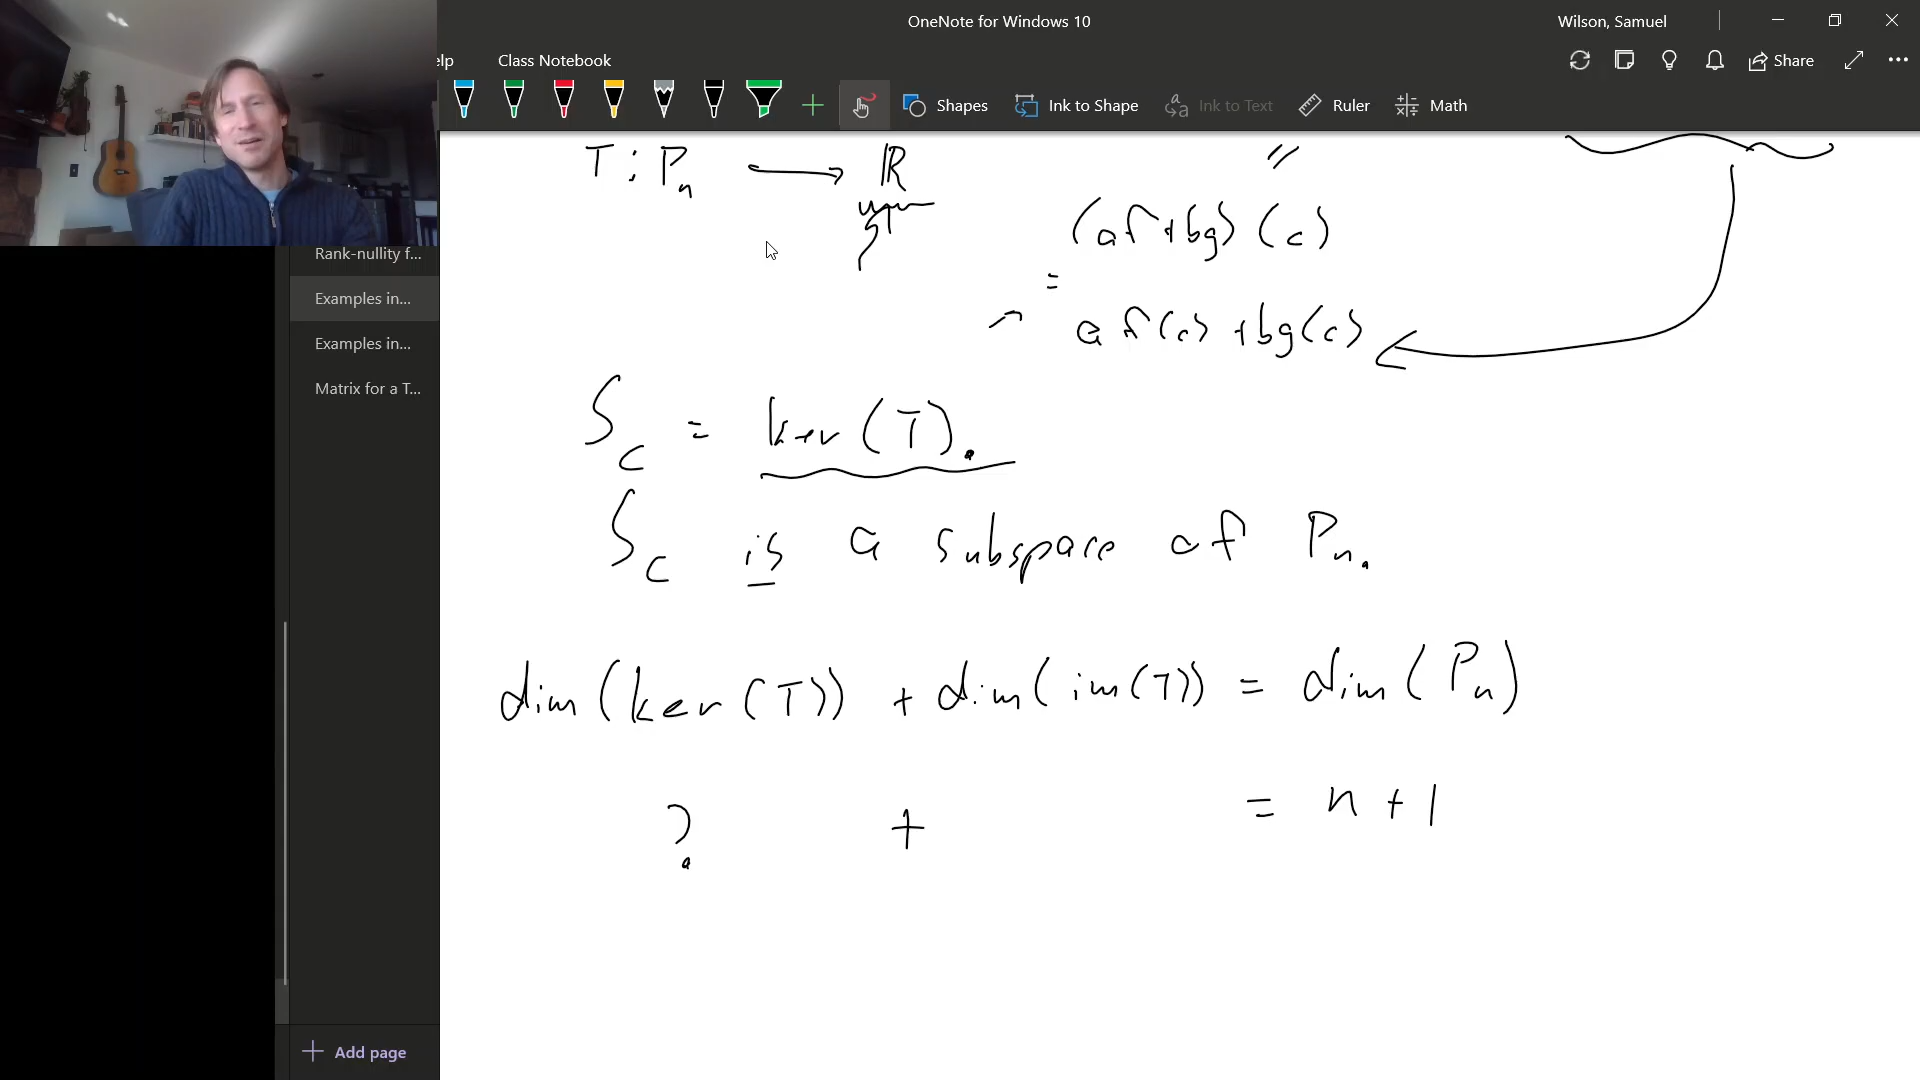 OneNote for Windows 10
Wilson, Samuel
elp
Class Notebook
Share
Shapes
Ink to Shape
Ink to Text
Ruler
Math
Rank-nullity f...
Examples in...
Examples in...
Matrix for a T...
Add page
T : Pₙ ⟶ ℝ
//
(af+bg)(c)
=
af(c) + bg(c)
S_c = ker(T).
S_c is a subspace of Pₙ.
dim(ker(T)) + dim(im(T)) = dim(Pₙ)
? + = n+1